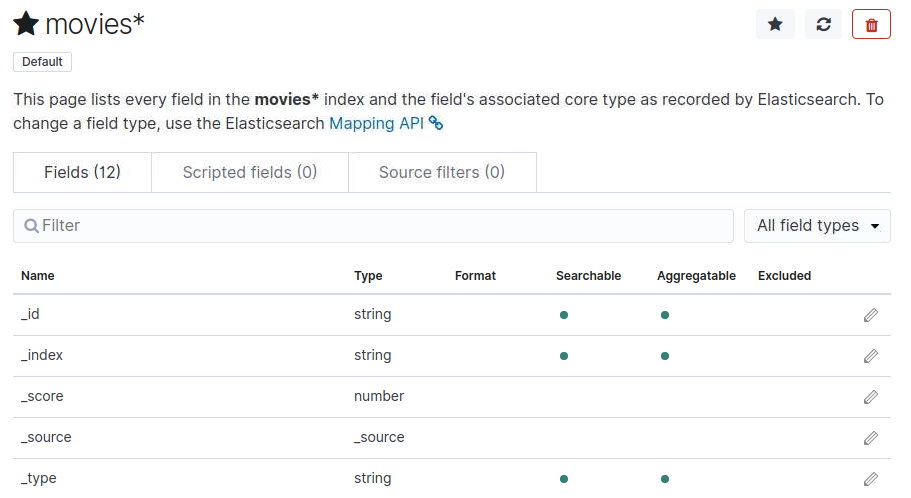 movies*
Default
This page lists every field in the movies* index and the field's associated core type as recorded by Elasticsearch. To
change a field type, use the Elasticsearch Mapping API
Fields (12) Scripted fields (0) Source filters (0)
Filter All field types
Name Type Format Searchable Aggregatable Excluded
_id string
_index string
_score number
_source _source
_type string